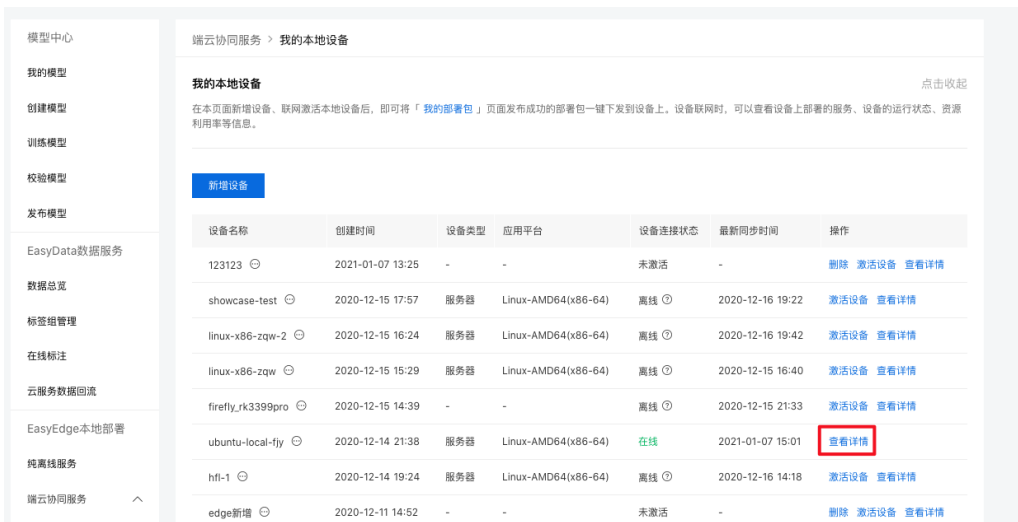 模型中心
我的模型
创建模型
训练模型
校验模型
发布模型
EasyData数据服务
数据总览
标签组管理
在线标注
云服务数据回流
EasyEdge本地部署
纯离线服务
端云协同服务
端云协同服务 > 我的本地设备
我的本地设备 点击收起
在本页面新增设备、联网激活本地设备后，即可将「 我的部署包 」页面发布成功的部署包一键下发到设备上。设备联网时，可以查看设备上部署的服务、设备的运行状态、资源
利用率等信息。
新增设备
设备名称 创建时间 设备类型 应用平台 设备连接状态 最新同步时间 操作
123123 2021-01-07 13:25 - - 未激活 - 删除 激活设备 查看详情
showcase-test 2020-12-15 17:57 服务器 Linux-AMD64(x86-64) 离线 2020-12-16 19:22 激活设备 查看详情
linux-x86-zqw-2 2020-12-15 16:24 服务器 Linux-AMD64(x86-64) 离线 2020-12-16 19:42 激活设备 查看详情
linux-x86-zqw 2020-12-15 15:29 服务器 Linux-AMD64(x86-64) 离线 2020-12-15 16:40 激活设备 查看详情
firefly_rk3399pro 2020-12-15 14:39 - - 离线 2020-12-15 21:33 激活设备 查看详情
ubuntu-local-fjy 2020-12-14 21:38 服务器 Linux-AMD64(x86-64) 在线 2021-01-07 15:01 查看详情
hfl-1 2020-12-14 19:24 服务器 Linux-AMD64(x86-64) 离线 2020-12-16 14:18 激活设备 查看详情
edge新增 2020-12-11 14:52 - - 未激活 - 删除 激活设备 查看详情